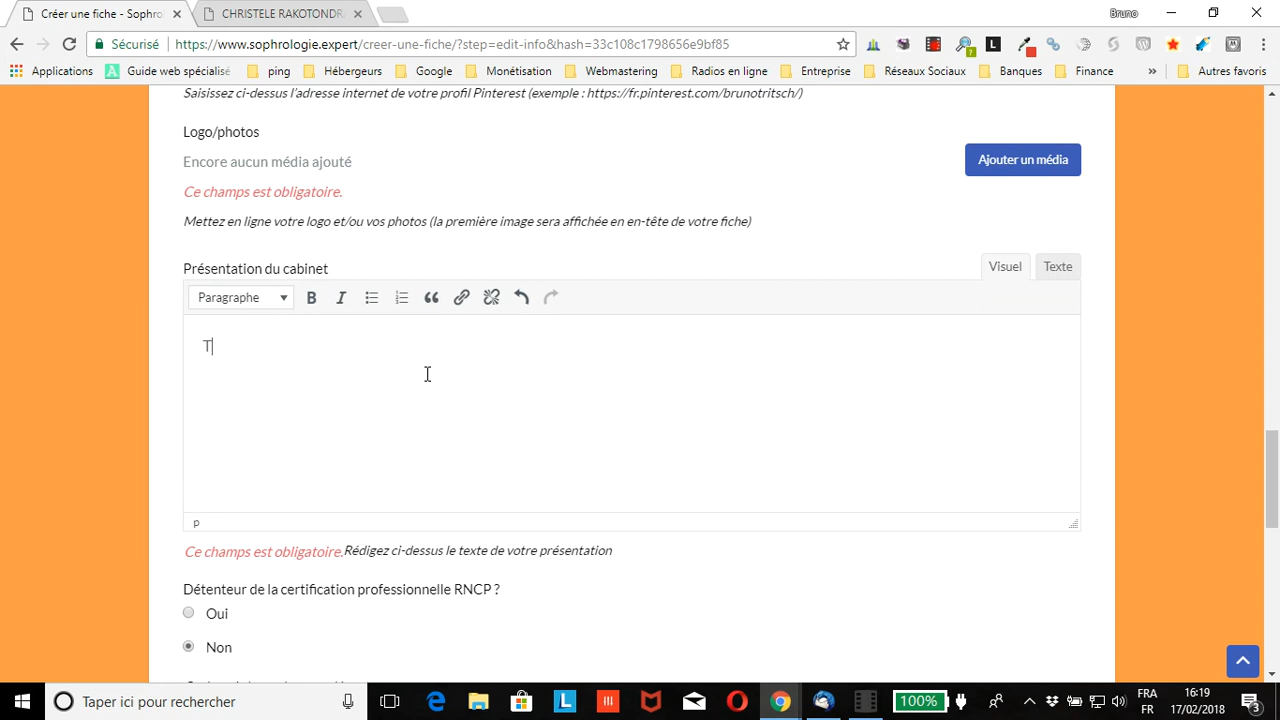 Créer une fiche - Sophro
CHRISTELE RAKOTONDR
Bruno
Sécurisé
https://www.sophrologie.expert/creer-une-fiche/?step=edit-info&hash=33c108c1798656e9bf85
Applications
Guide web spécialisé
ping
Hébergeurs
Google
Monétisation
Webmastering
Radios en ligne
Entreprise
Réseaux Sociaux
Banques
Finance
»
Autres favoris
Saisissez ci-dessus l'adresse internet de votre profil Pinterest (exemple : https://fr.pinterest.com/brunotritsch/)
Logo/photos
Encore aucun média ajouté
Ajouter un média
Ce champs est obligatoire.
Mettez en ligne votre logo et/ou vos photos (la première image sera affichée en en-tête de votre fiche)
Présentation du cabinet
Visuel
Texte
Paragraphe
B
I
T
p
Ce champs est obligatoire.Rédigez ci-dessus le texte de votre présentation
Détenteur de la certification professionnelle RNCP ?
Oui
Non
Taper ici pour rechercher
100%
FRA
FR
16:19
17/02/2018
3